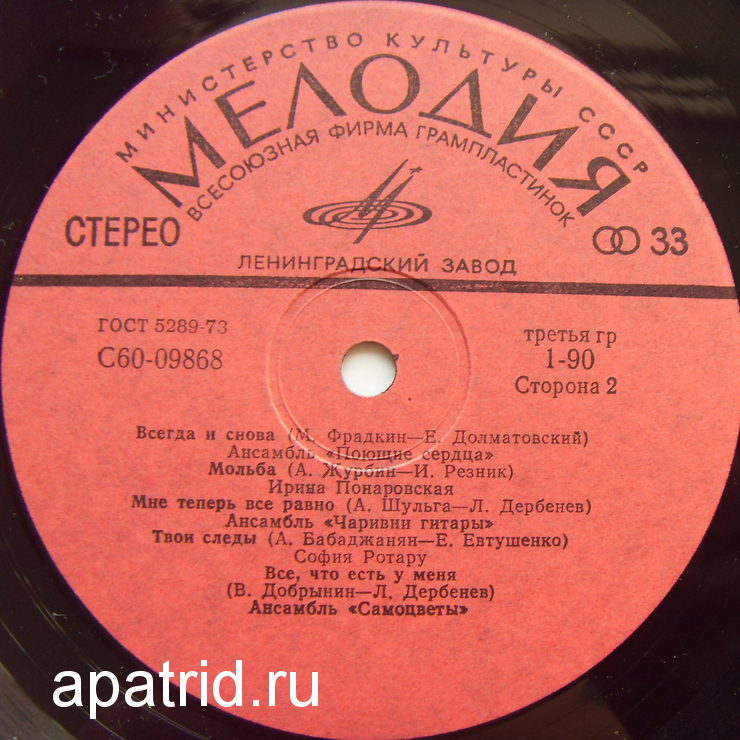 МИНИСТЕРСТВО КУЛЬТУРЫ СССР
МЕЛОДИЯ
ВСЕСОЮЗНАЯ ФИРМА ГРАМПЛАСТИНОК
СТЕРЕО
33
ЛЕНИНГРАДСКИЙ ЗАВОД
ГОСТ 5289-73
третья гр
С60-09868
1-90
Сторона 2
Всегда и снова (М. Фрадкин—Е. Долматовский)
Ансамбль «Поющие сердца»
Мольба (А. Журбин—И. Резник)
Ирина Понаровская
Мне теперь все равно (А. Шульга—Л. Дербенев)
Ансамбль «Чаривни гитары»
Твои следы (А. Бабаджанян—Е. Евтушенко)
София Ротару
Все, что есть у меня
(В. Добрынин—Л. Дербенев)
Ансамбль «Самоцветы»
apatrid.ru